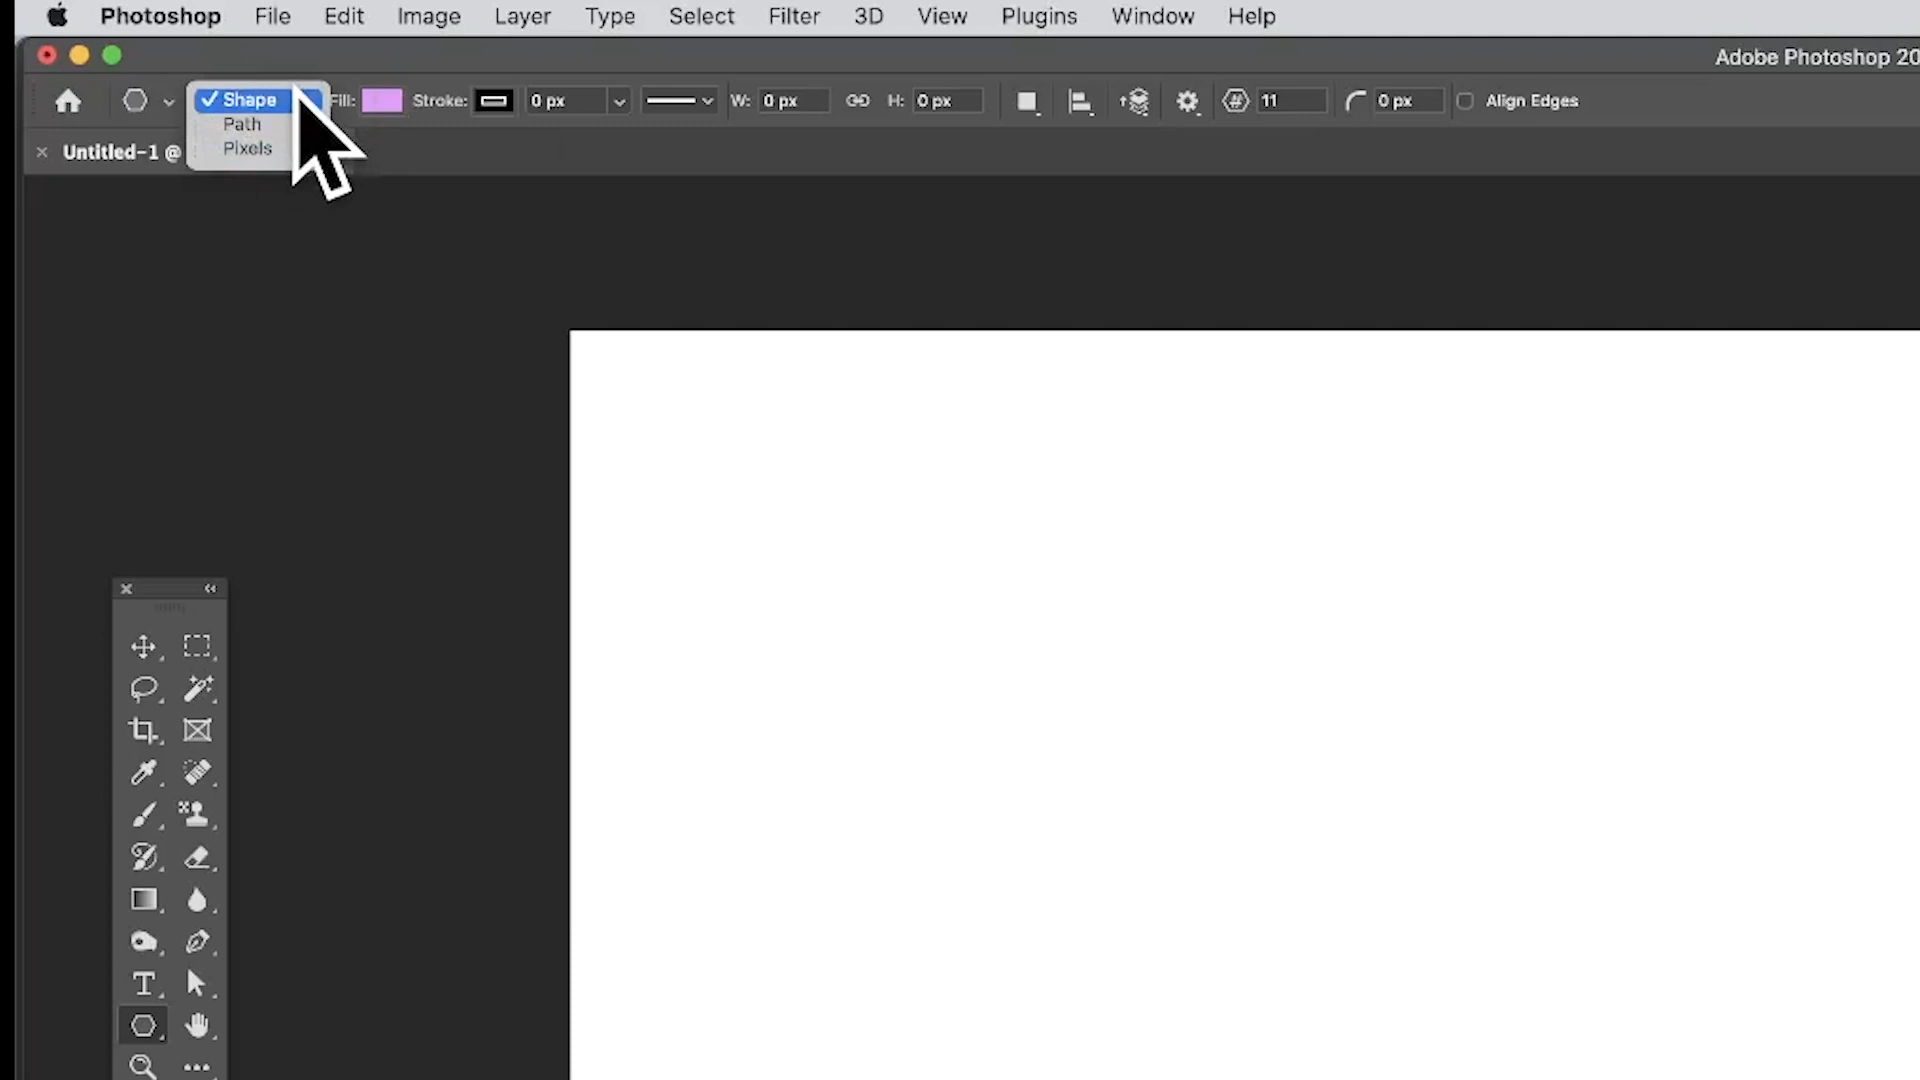 Photoshop File Edit Image Layer Type Select Filter 3D View Plugins Window Help
Adobe Photoshop 20
✓ Shape Fill: Stroke: 0 px W: 0 px H: 0 px # 11 0 px Align Edges
Path
Untitled-1 @ Pixels
T